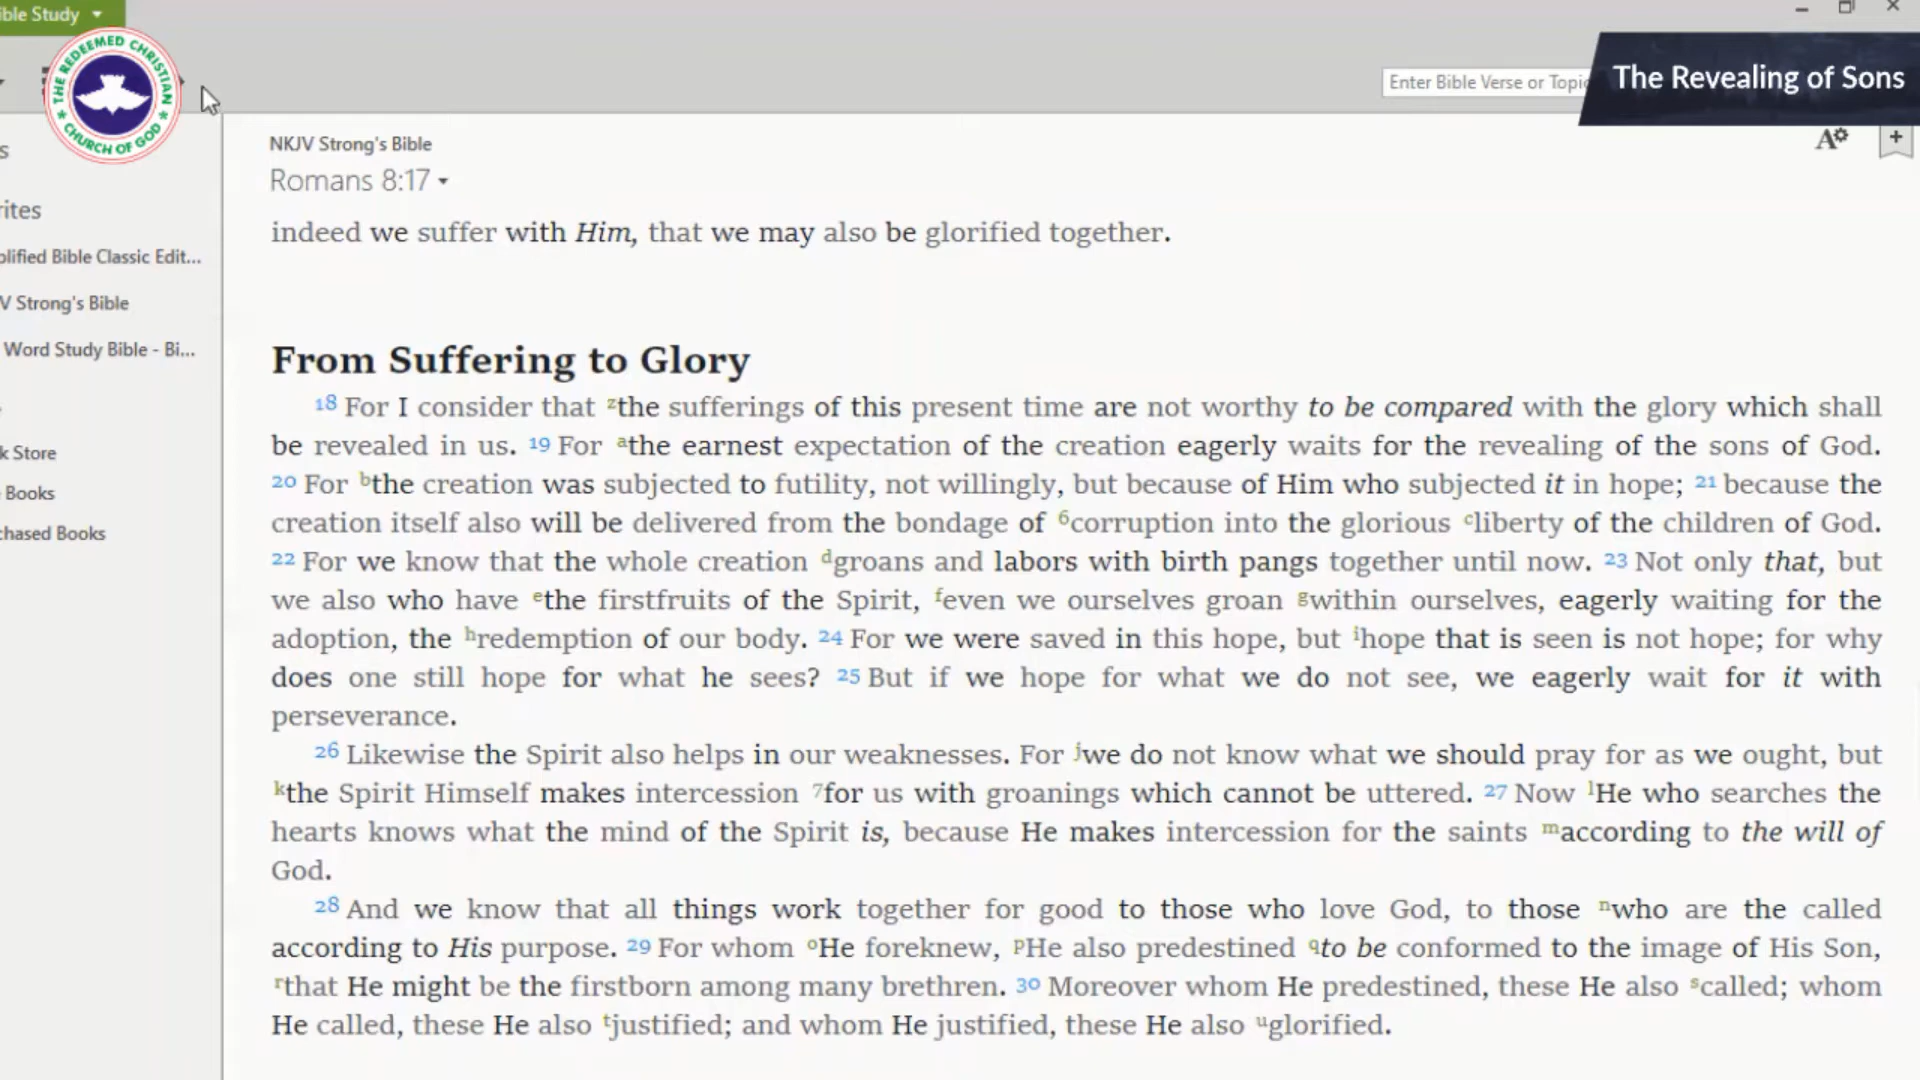 ible Study
THE REDEEMED CHRISTIAN
CHURCH OF GOD
Enter Bible Verse or Topic
The Revealing of Sons
s
rites
plified Bible Classic Edit...
V Strong's Bible
Word Study Bible - Bi...
k Store
Books
chased Books
NKJV Strong's Bible
Romans 8:17
indeed we suffer with Him, that we may also be glorified together.
From Suffering to Glory
18 For I consider that zthe sufferings of this present time are not worthy to be compared with the glory which shall
be revealed in us. 19 For athe earnest expectation of the creation eagerly waits for the revealing of the sons of God.
20 For bthe creation was subjected to futility, not willingly, but because of Him who subjected it in hope; 21 because the
creation itself also will be delivered from the bondage of 6corruption into the glorious cliberty of the children of God.
22 For we know that the whole creation dgroans and labors with birth pangs together until now. 23 Not only that, but
we also who have ethe firstfruits of the Spirit, feven we ourselves groan gwithin ourselves, eagerly waiting for the
adoption, the hredemption of our body. 24 For we were saved in this hope, but ihope that is seen is not hope; for why
does one still hope for what he sees? 25 But if we hope for what we do not see, we eagerly wait for it with
perseverance.
26 Likewise the Spirit also helps in our weaknesses. For jwe do not know what we should pray for as we ought, but
kthe Spirit Himself makes intercession 7for us with groanings which cannot be uttered. 27 Now lHe who searches the
hearts knows what the mind of the Spirit is, because He makes intercession for the saints maccording to the will of
God.
28 And we know that all things work together for good to those who love God, to those nwho are the called
according to His purpose. 29 For whom oHe foreknew, pHe also predestined qto be conformed to the image of His Son,
rthat He might be the firstborn among many brethren. 30 Moreover whom He predestined, these He also scalled; whom
He called, these He also tjustified; and whom He justified, these He also uglorified.